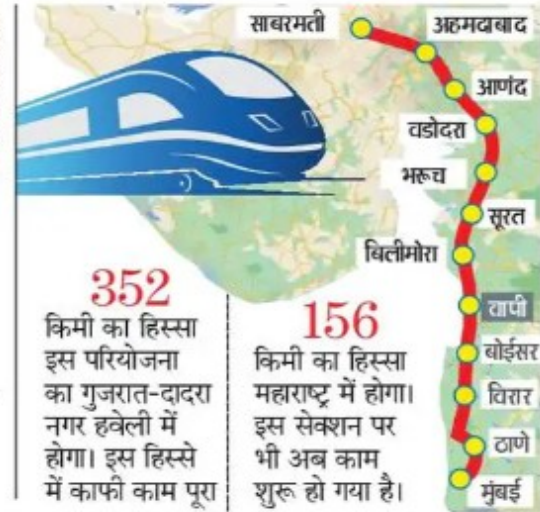 साबरमती
अहमदाबाद
आणंद
वडोदरा
भरूच
सूरत
बिलीमोरा
वापी
बोईसर
विरार
ठाणे
मुंबई
352
किमी का हिस्सा
इस परियोजना
का गुजरात-दादरा
नगर हवेली में
होगा। इस हिस्से
में काफी काम पूरा
156
किमी का हिस्सा
महाराष्ट्र में होगा।
इस सेक्शन पर
भी अब काम
शुरू हो गया है।